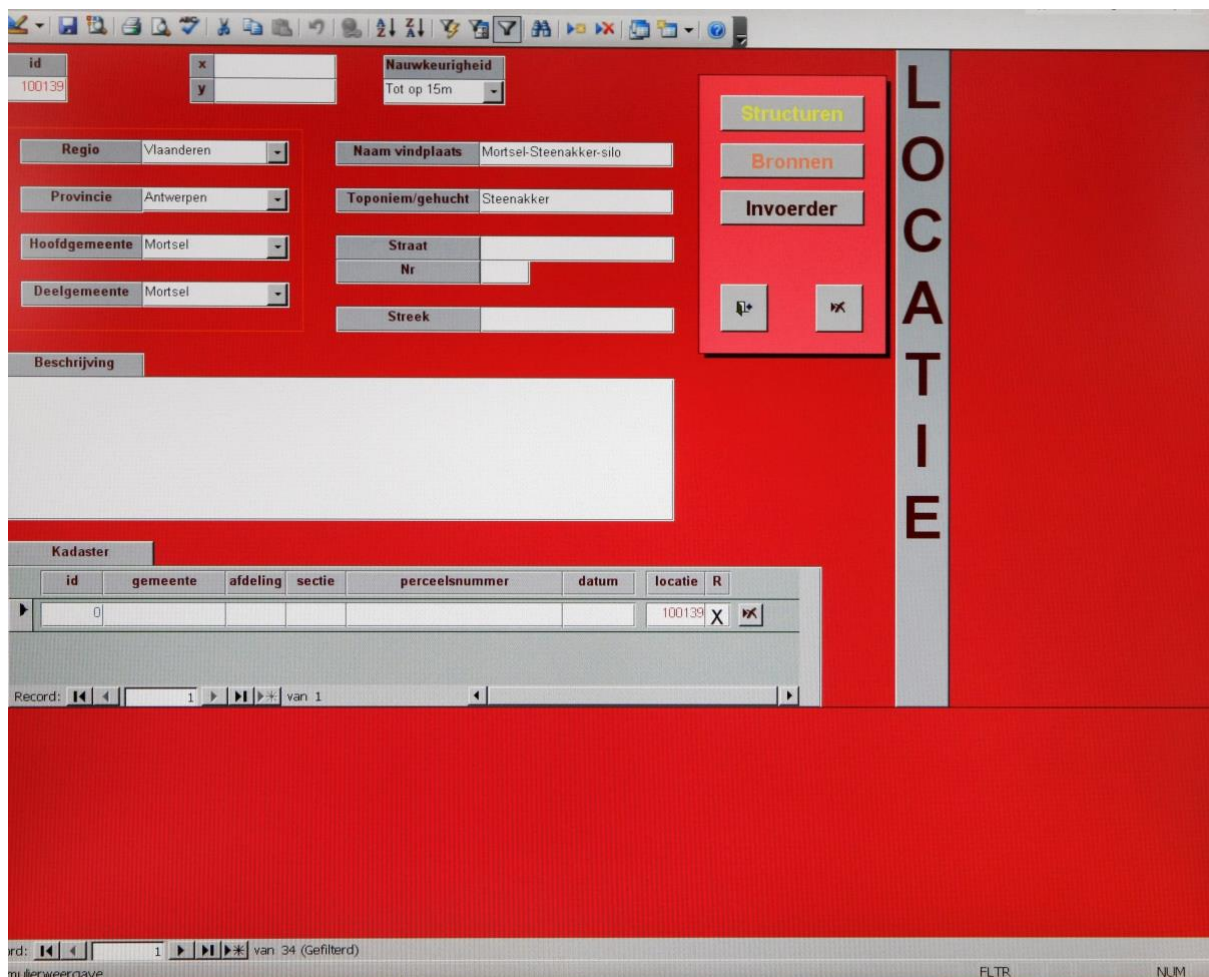 id
x
Nauwkeurigheid
100139
y
Tot op 15m
Structuren
Regio Vlaanderen
Naam vindplaats Mortsel-Steenakker-silo
Bronnen
Provincie Antwerpen
Toponiem/gehucht Steenakker
Invoerder
Hoofdgemeente Mortsel
Straat
Nr
Deelgemeente Mortsel
Streek
Beschrijving
LOCATIE
Kadaster
id gemeente afdeling sectie perceelsnummer datum locatie R
0 100139 X
Record: 1 van 1
1 van 34 (Gefilterd)
FLTR NUM